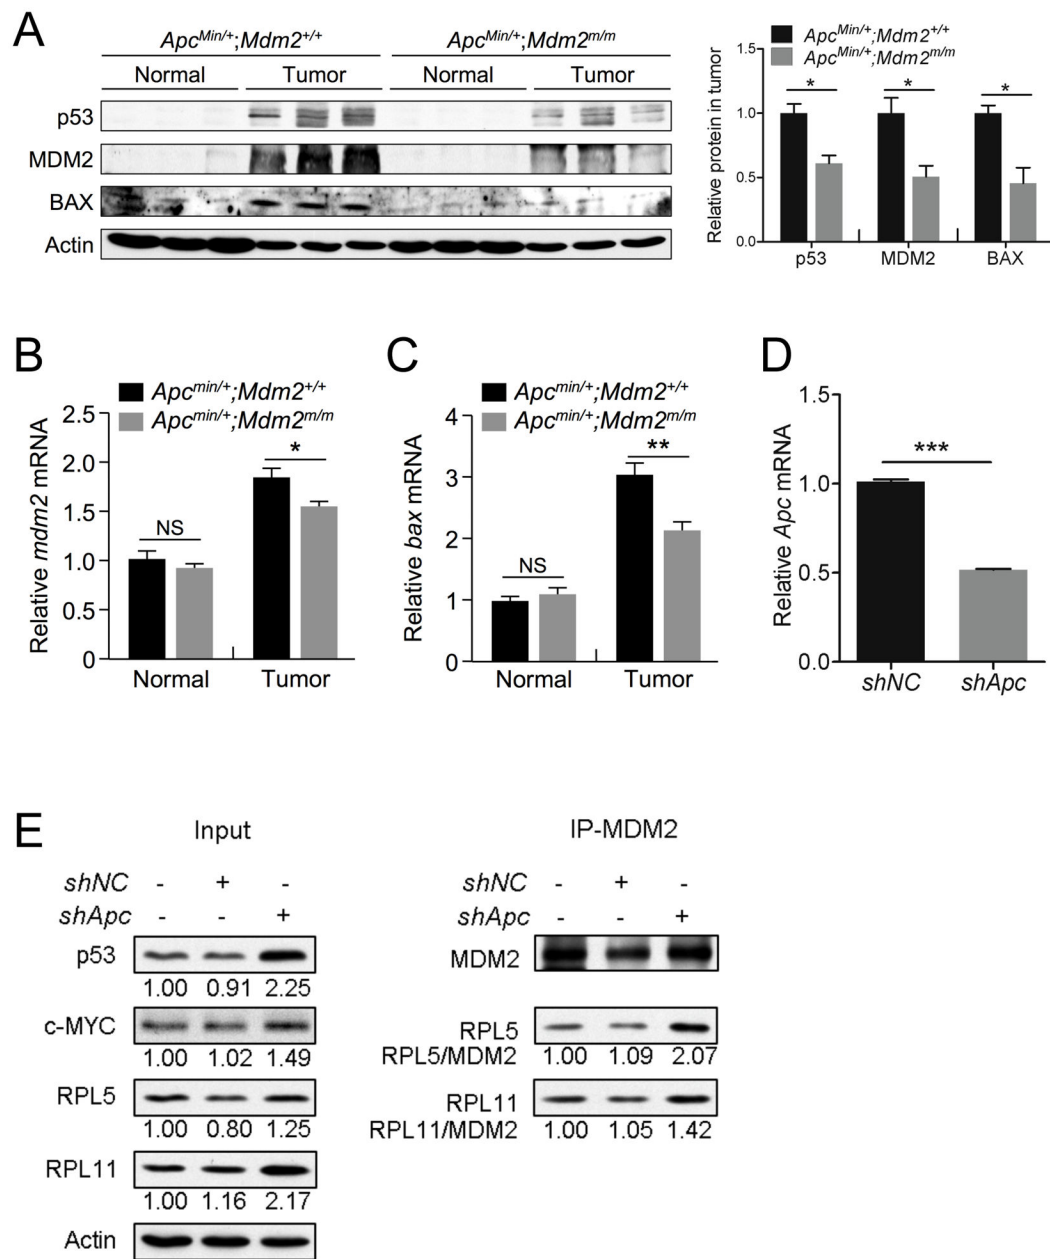 A
Apc^Min/+;Mdm2^+/+ Apc^Min/+;Mdm2^m/m
Normal Tumor Normal Tumor
p53
MDM2
BAX
Actin
Apc^Min/+;Mdm2^+/+
Apc^Min/+;Mdm2^m/m
Relative protein in tumor
1.5
1.0
0.5
0.0
* * *
p53 MDM2 BAX
B
Apc^min/+;Mdm2^+/+
Apc^min/+;Mdm2^m/m
Relative mdm2 mRNA
2.5
2.0
1.5
1.0
0.5
0
NS *
Normal Tumor
C
Apc^min/+;Mdm2^+/+
Apc^min/+;Mdm2^m/m
Relative bax mRNA
4
3
2
1
0
NS **
Normal Tumor
D
Relative Apc mRNA
1.5
1.0
0.5
0.0
***
shNC shApc
E
Input
shNC - + -
shApc - - +
p53
1.00 0.91 2.25
c-MYC
1.00 1.02 1.49
RPL5
1.00 0.80 1.25
RPL11
1.00 1.16 2.17
Actin
IP-MDM2
shNC - + -
shApc - - +
MDM2
RPL5
RPL5/MDM2 1.00 1.09 2.07
RPL11
RPL11/MDM2 1.00 1.05 1.42